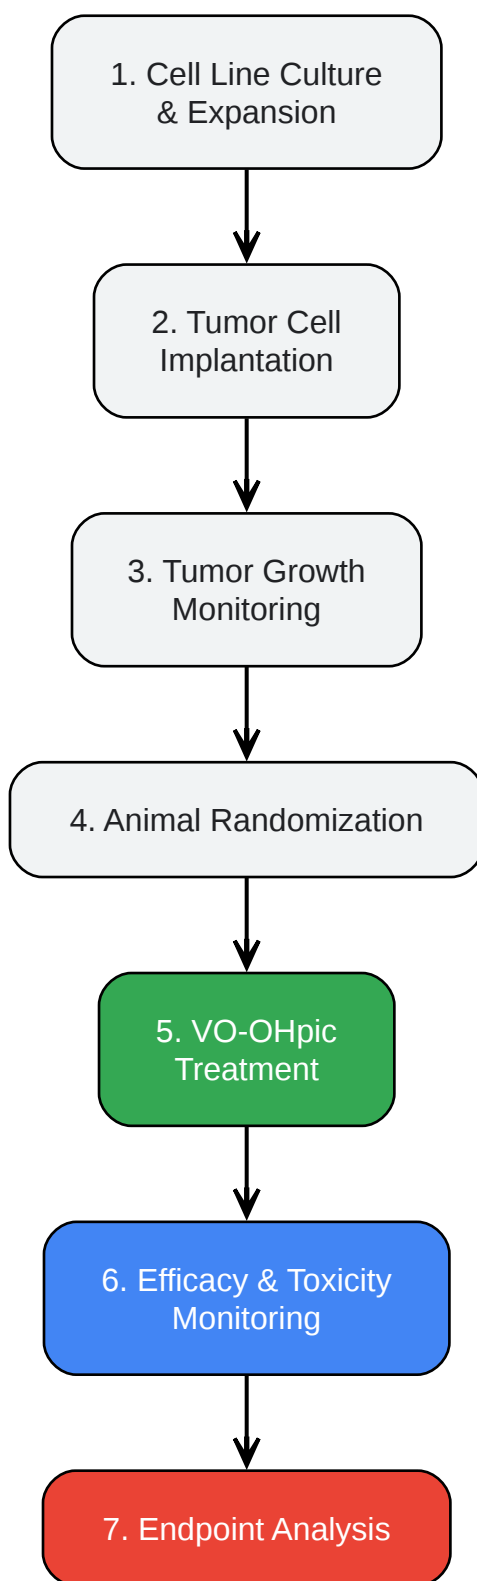 1. Cell Line Culture
& Expansion
2. Tumor Cell
Implantation
3. Tumor Growth
Monitoring
4. Animal Randomization
5. VO-OHpic
Treatment
6. Efficacy & Toxicity
Monitoring
7. Endpoint Analysis